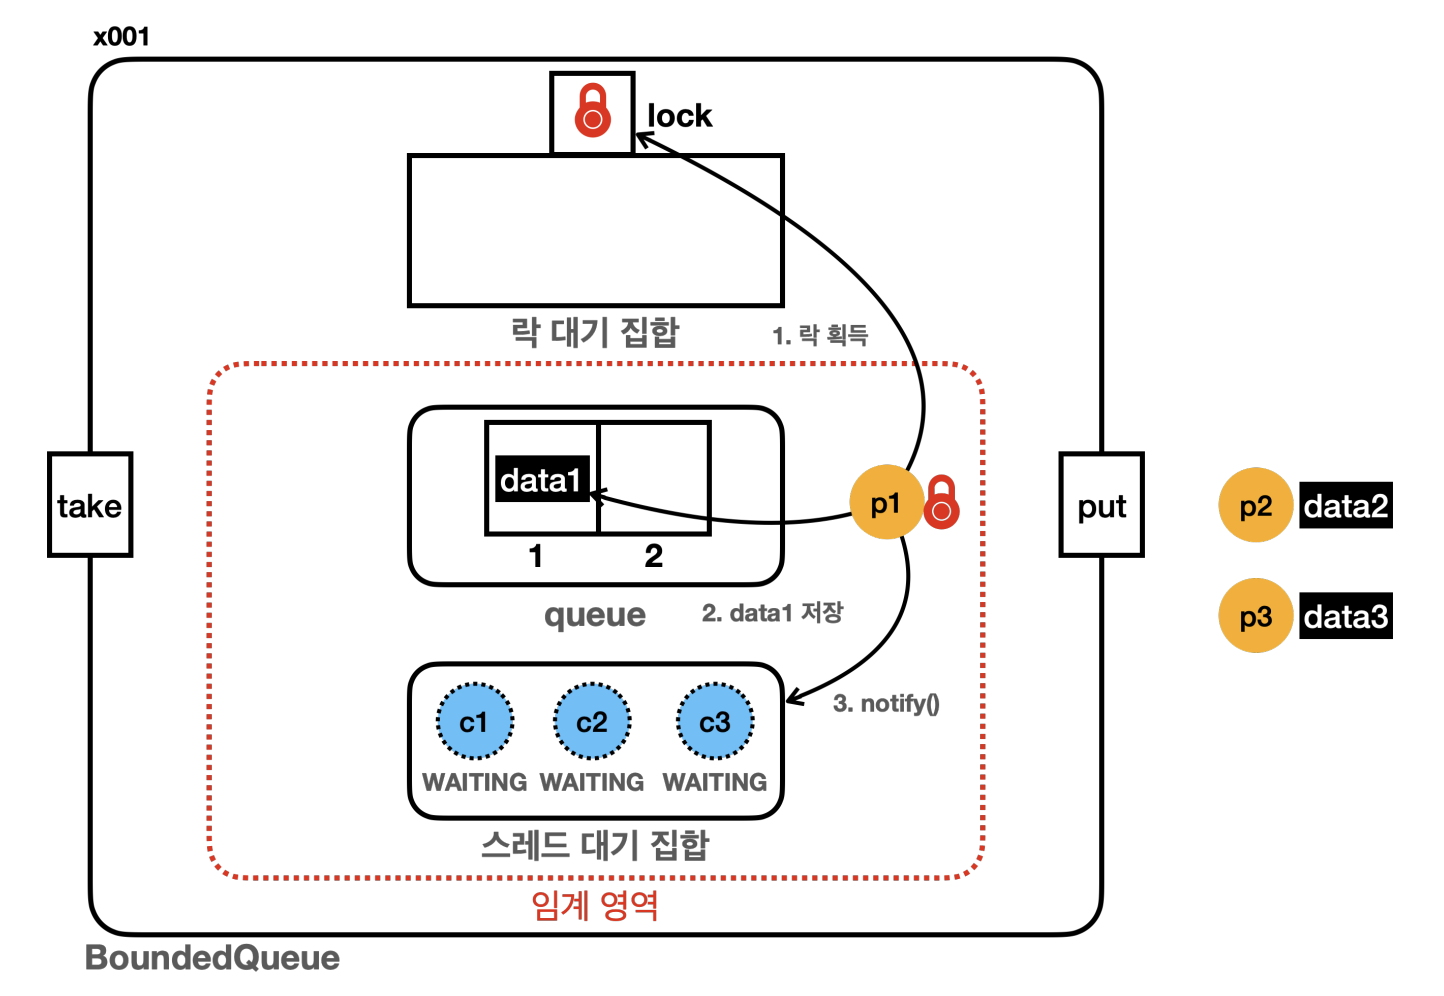 x001
lock
락 대기 집합
1. 락 획득
take
data1
1
2
queue
p1
2. data1 저장
put
p2
data2
p3
data3
3. notify()
c1
c2
c3
WAITING
WAITING
WAITING
스레드 대기 집합
임계 영역
BoundedQueue